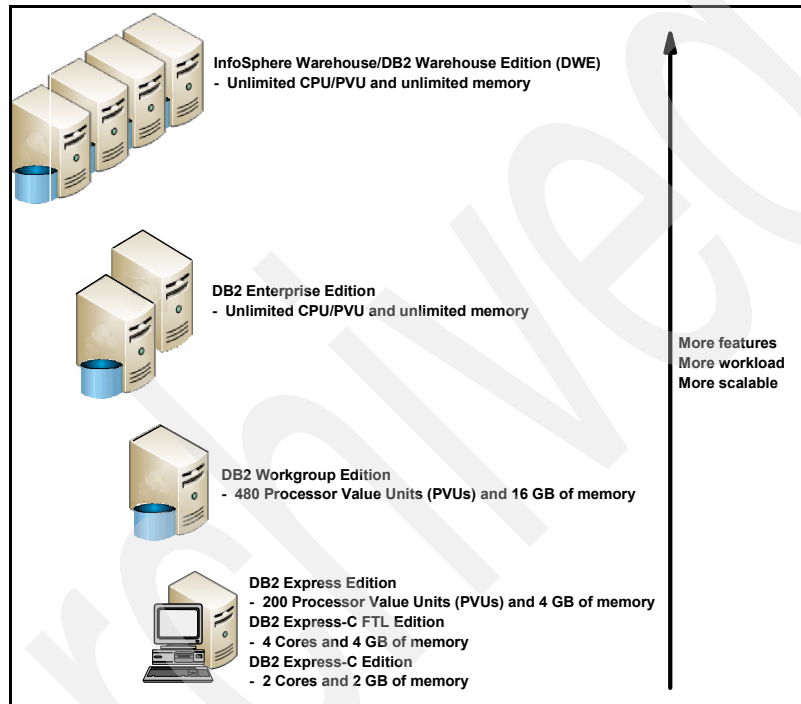 InfoSphere Warehouse/DB2 Warehouse Edition (DWE)
- Unlimited CPU/PVU and unlimited memory
DB2 Enterprise Edition
- Unlimited CPU/PVU and unlimited memory
More features
More workload
More scalable
DB2 Workgroup Edition
- 480 Processor Value Units (PVUs) and 16 GB of memory
DB2 Express Edition
- 200 Processor Value Units (PVUs) and 4 GB of memory
DB2 Express-C FTL Edition
- 4 Cores and 4 GB of memory
DB2 Express-C Edition
- 2 Cores and 2 GB of memory